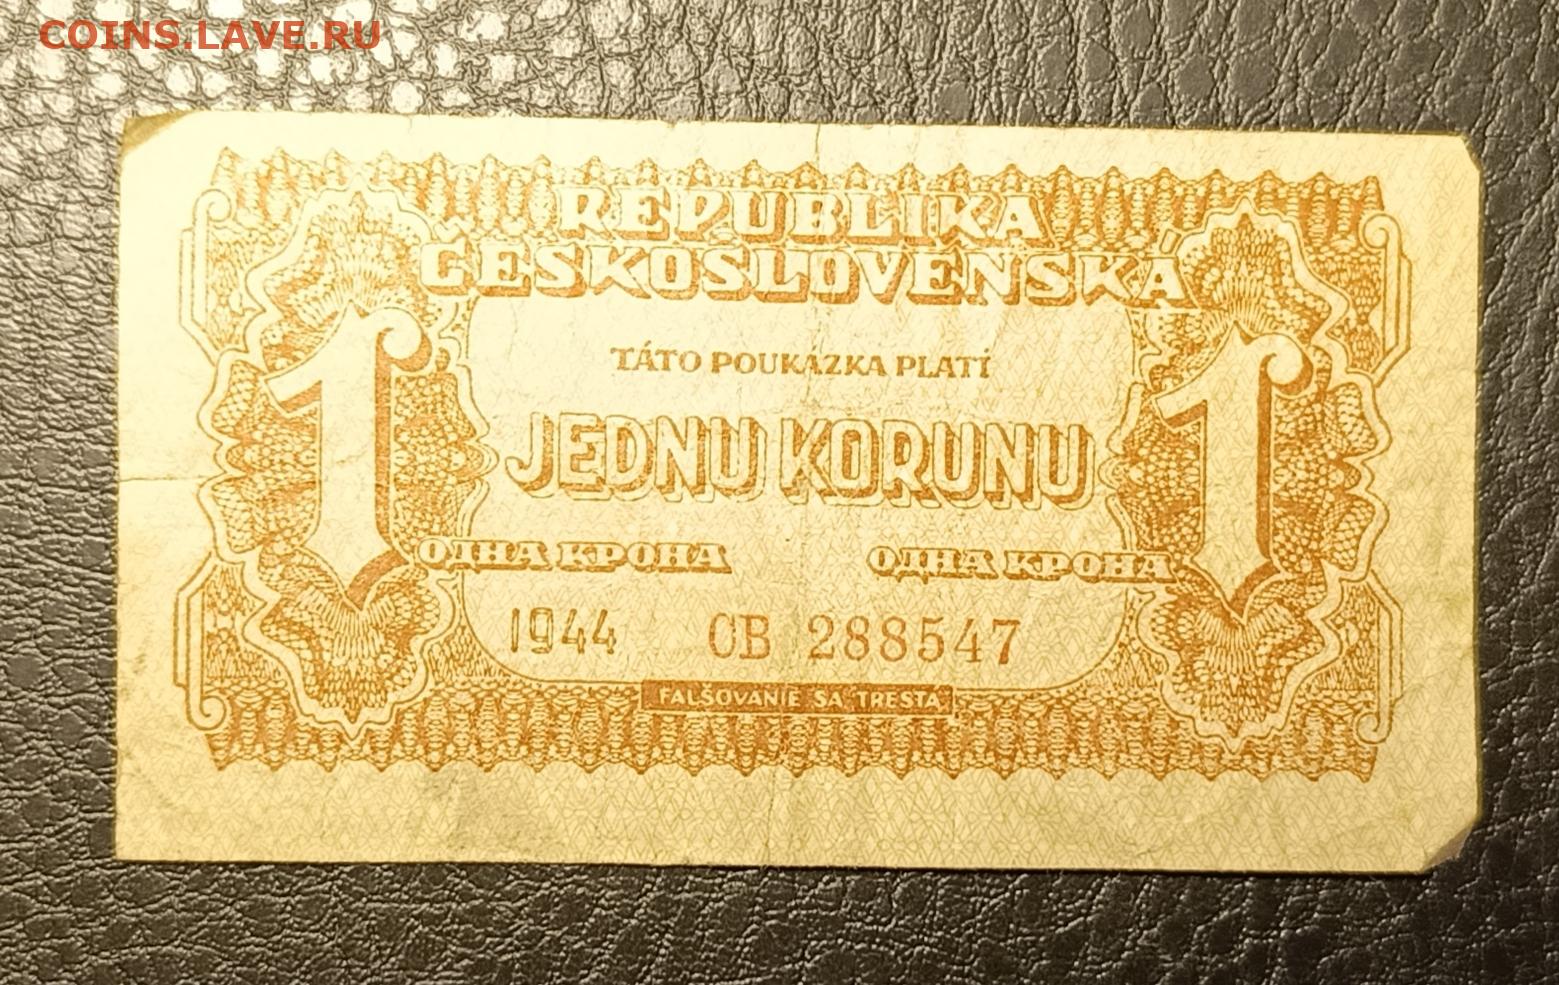 COINS.LAVE.RU
REPUBLIKA
ČESKOSLOVENSKÁ
1
1
TÁTO POUKÁZKA PLATÍ
JEDNU KORUNU
ОДНА КРОНА
ОДНА КРОНА
1944 CB 288547
FALŠOVANIE SA TRESTÁ